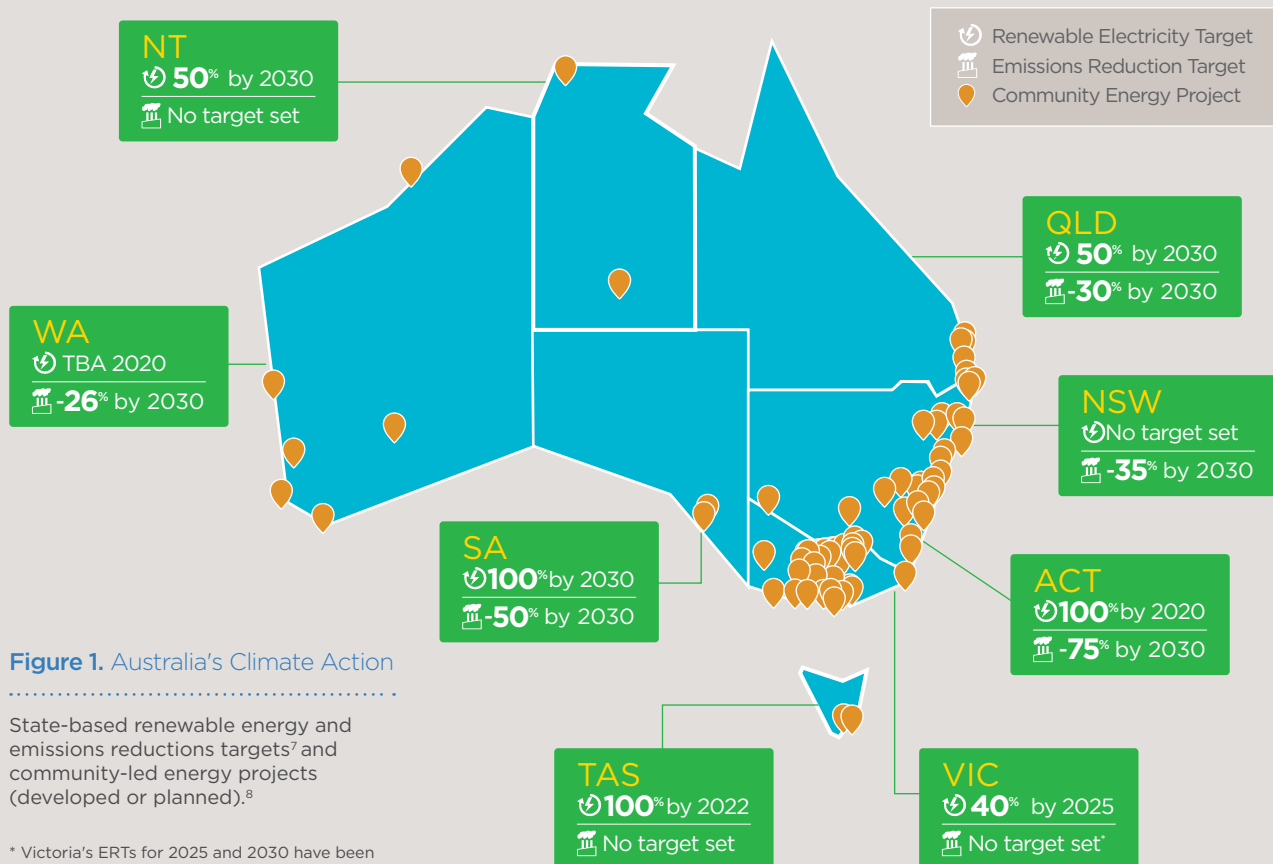 NT
50% by 2030
No target set
Renewable Electricity Target
Emissions Reduction Target
Community Energy Project
QLD
50% by 2030
-30% by 2030
WA
TBA 2020
-26% by 2030
NSW
No target set
-35% by 2030
SA
100% by 2030
-50% by 2030
ACT
100% by 2020
-75% by 2030
Figure 1. Australia's Climate Action
State-based renewable energy and
emissions reductions targets⁷ and
community-led energy projects
(developed or planned).⁸
* Victoria's ERTs for 2025 and 2030 have been
TAS
100% by 2022
No target set
VIC
40% by 2025
No target set*